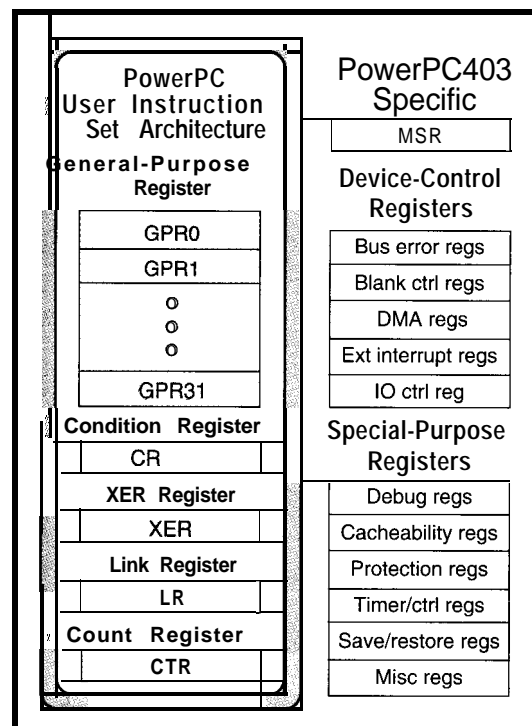 PowerPC
User Instruction
Set Architecture
General-Purpose
Register
GPR0
GPR1
GPR31
Condition Register
CR
XER Register
XER
Link Register
LR
Count Register
CTR
PowerPC403
Specific
MSR
Device-Control
Registers
Bus error regs
Blank ctrl regs
DMA regs
Ext interrupt regs
IO ctrl reg
Special-Purpose
Registers
Debug regs
Cacheability regs
Protection regs
Timer/ctrl regs
Save/restore regs
Misc regs